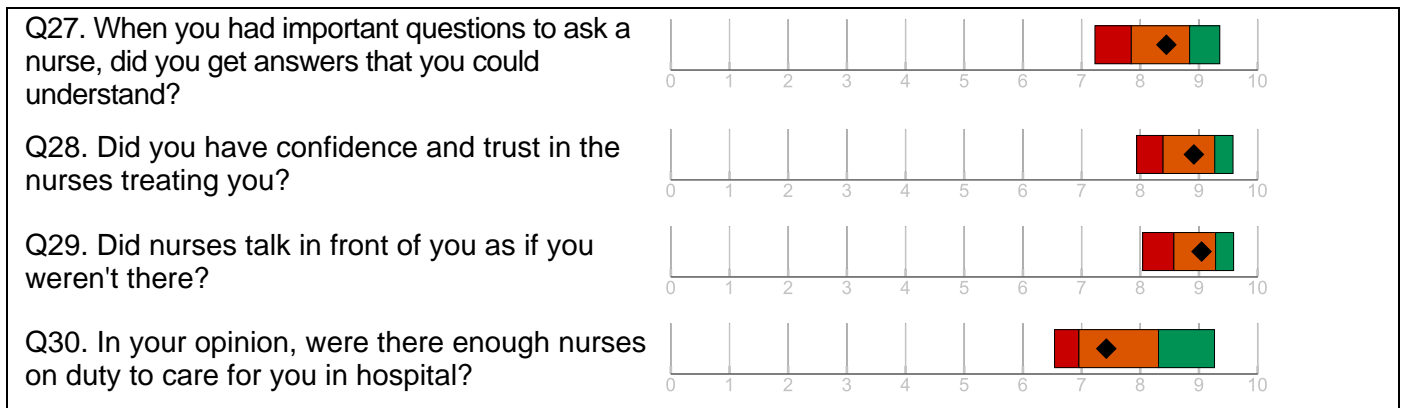 Q27. When you had important questions to ask a
nurse, did you get answers that you could
understand?
0 1 2 3 4 5 6 7 8 9 10
Q28. Did you have confidence and trust in the
nurses treating you?
0 1 2 3 4 5 6 7 8 9 10
Q29. Did nurses talk in front of you as if you
weren't there?
0 1 2 3 4 5 6 7 8 9 10
Q30. In your opinion, were there enough nurses
on duty to care for you in hospital?
0 1 2 3 4 5 6 7 8 9 10